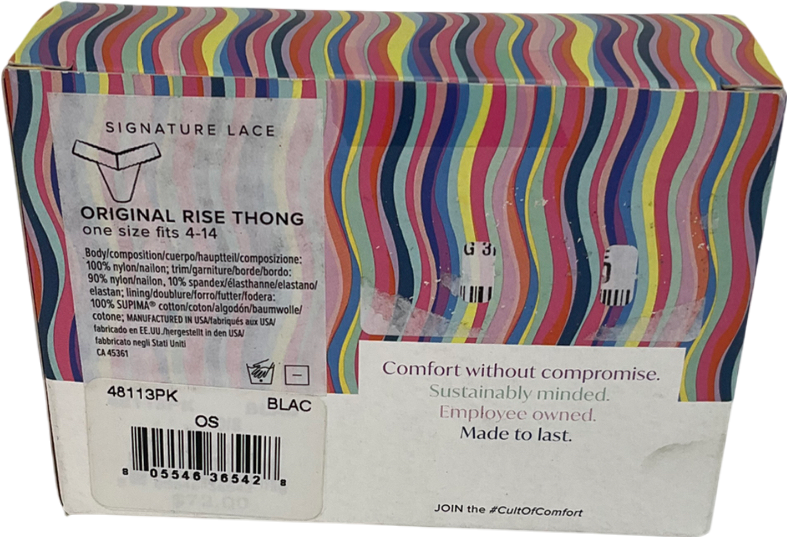 SIGNATURE LACE
ORIGINAL RISE THONG
one size fits 4-14
Body/composition/cuerpo/hauptteil/composizione:
100% nylon/nailon; trim/garniture/borde/bordo:
90% nylon/nailon, 10% spandex/élasthanne/elastano/
elastan; lining/doublure/forro/futter/fodera:
100% SUPIMA® cotton/coton/algodón/baumwolle/
cotone; MANUFACTURED IN USA/fabriqués aux USA/
fabricado en EE.UU./hergestellt in den USA/
fabbricato negli Stati Uniti
CA 45361
48113PK
BLAC
OS
8 05546 36542 8
$72.00
G 3
5
Comfort without compromise.
Sustainably minded.
Employee owned.
Made to last.
JOIN the #CultOfComfort